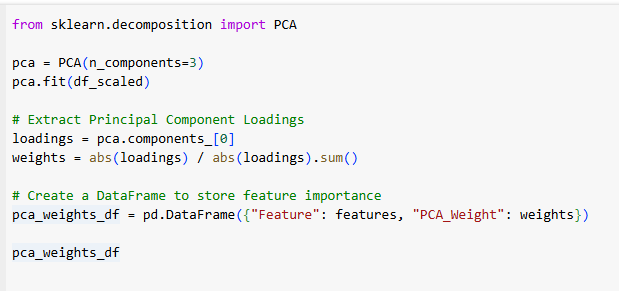 from sklearn.decomposition import PCA
pca = PCA(n_components=3)
pca.fit(df_scaled)
# Extract Principal Component Loadings
loadings = pca.components_[0]
weights = abs(loadings) / abs(loadings).sum()
# Create a DataFrame to store feature importance
pca_weights_df = pd.DataFrame({"Feature": features, "PCA_Weight": weights})
pca_weights_df